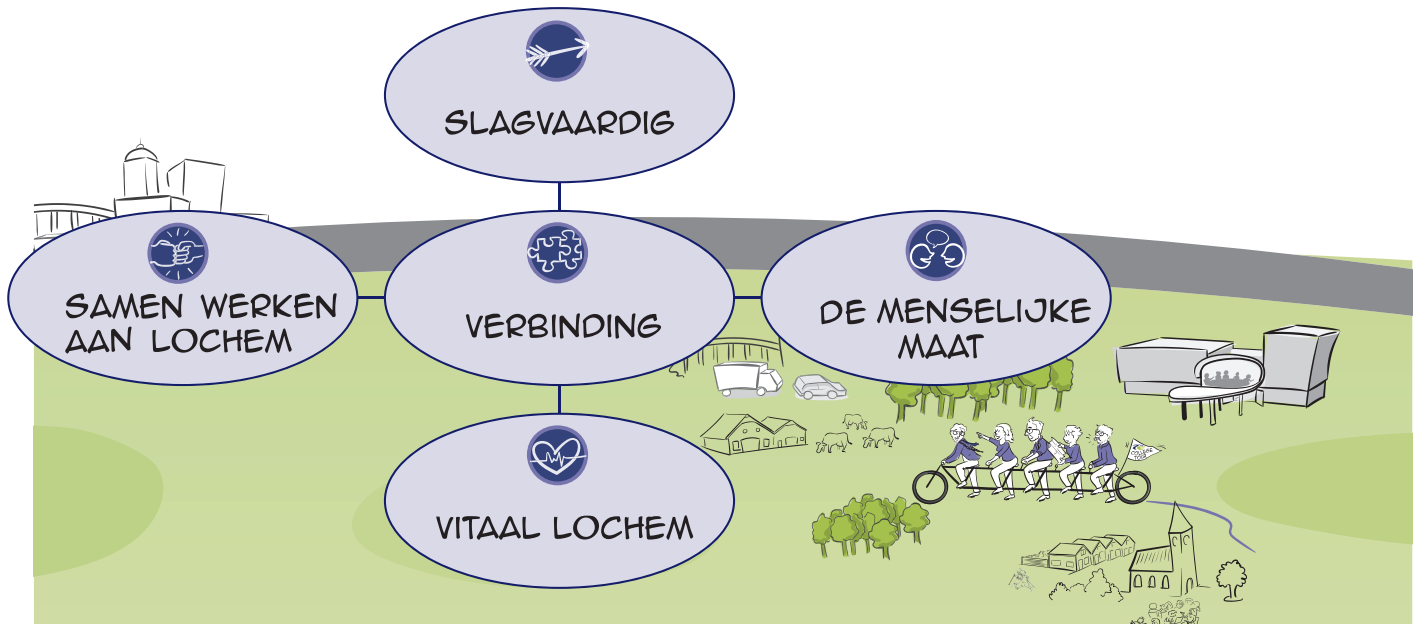 SLAGVAARDIG
SAMEN WERKEN
AAN LOCHEM
VERBINDING
DE MENSELIJKE
MAAT
VITAAL LOCHEM